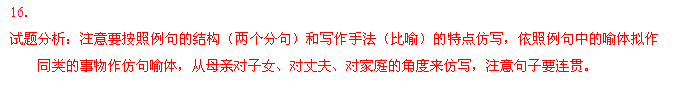 16.
试题分析：注意要按照例句的结构（两个分句）和写作手法（比喻）的特点仿写，依照例句中的喻体拟作
同类的事物作仿句喻体，从母亲对子女、对丈夫、对家庭的角度来仿写，注意句子要连贯。